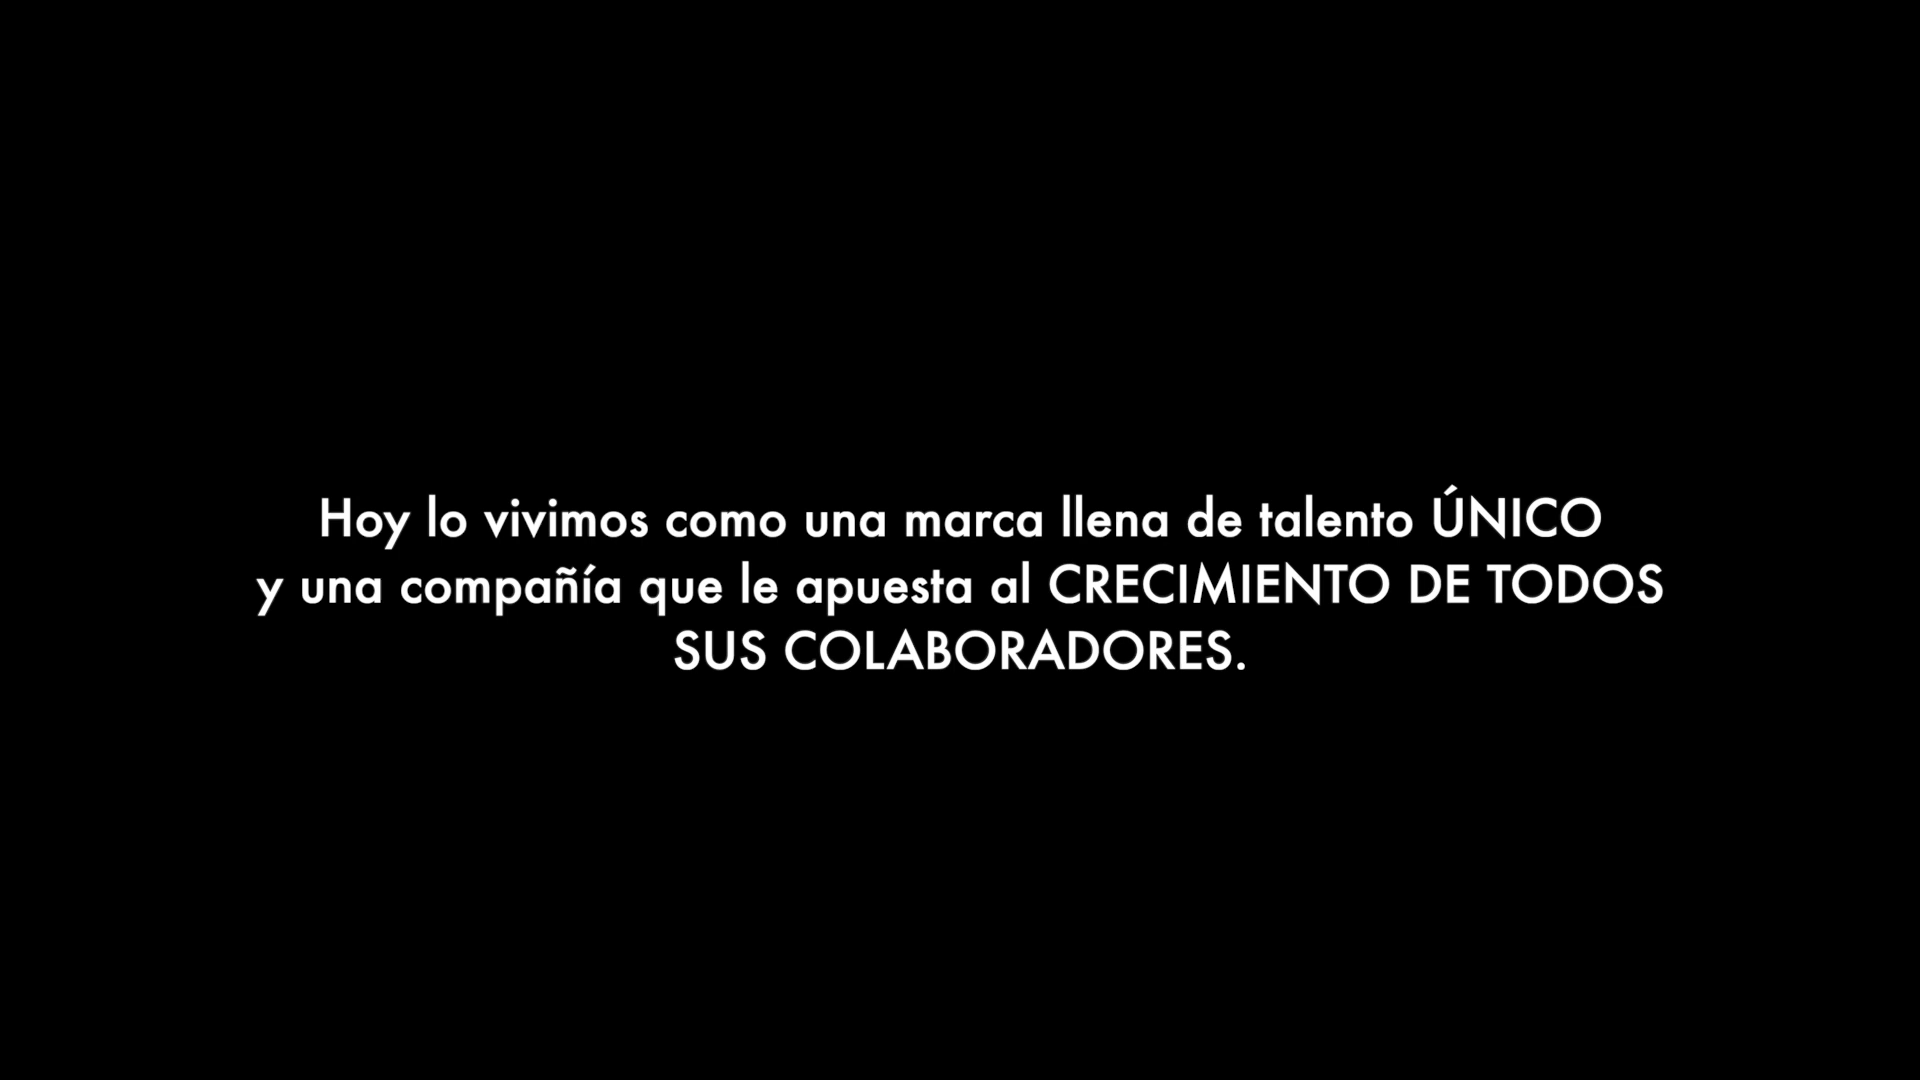 Hoy lo vivimos como una marca llena de talento ÚNICO
y una compañía que le apuesta al CRECIMIENTO DE TODOS
SUS COLABORADORES.